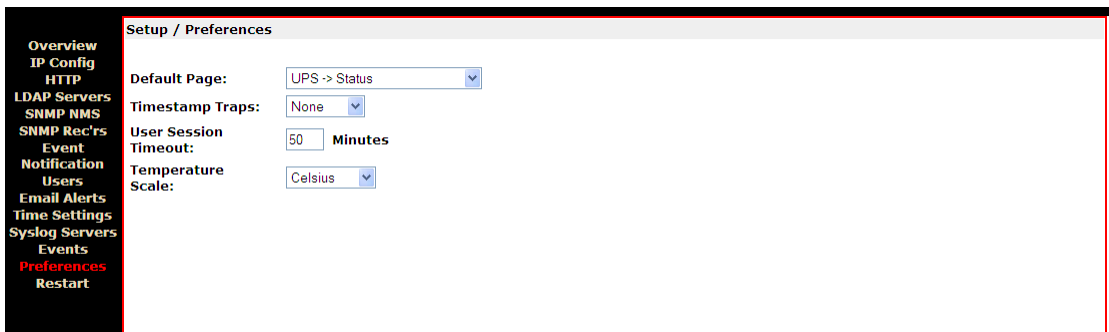 Setup / Preferences
Overview
IP Config
HTTP
LDAP Servers
SNMP NMS
SNMP Rec'rs
Event
Notification
Users
Email Alerts
Time Settings
Syslog Servers
Events
Preferences
Restart
Default Page: UPS -> Status
Timestamp Traps: None
User Session
Timeout: 50 Minutes
Temperature
Scale: Celsius